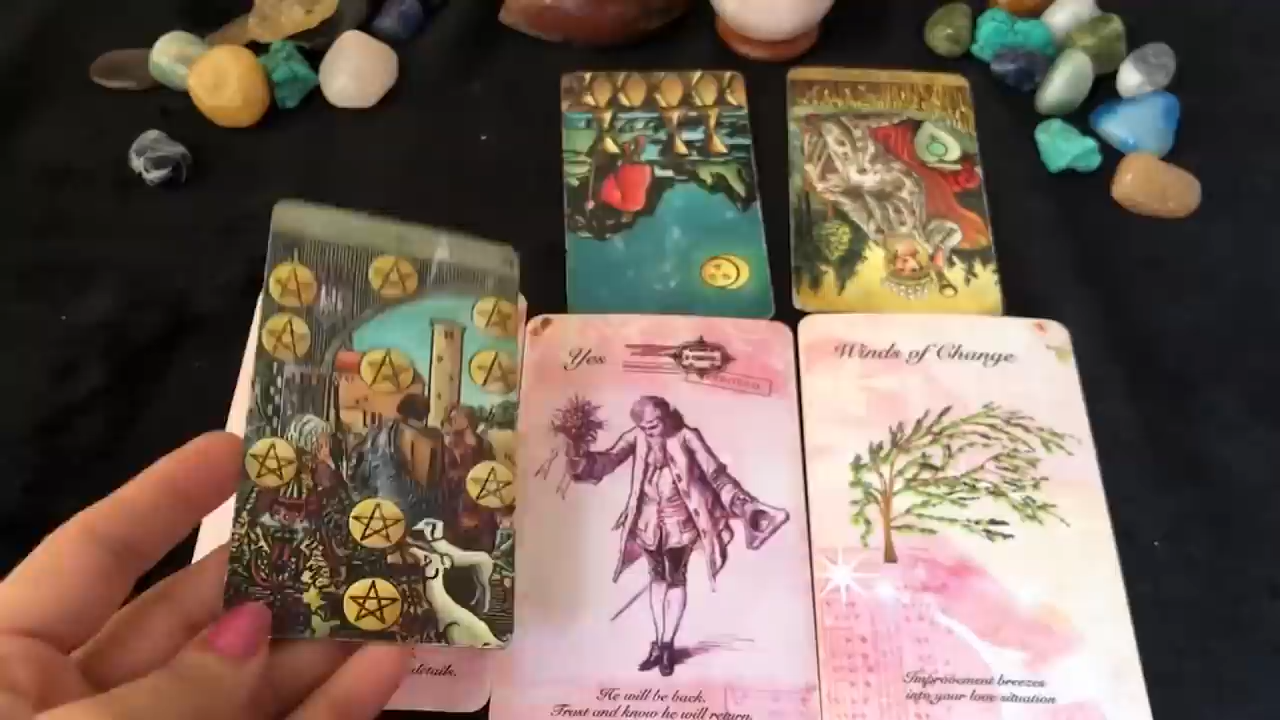 Yes
Winds of Change
details.
He will be back.
Trust and know he will return.
Improvement breezes
into your love situation